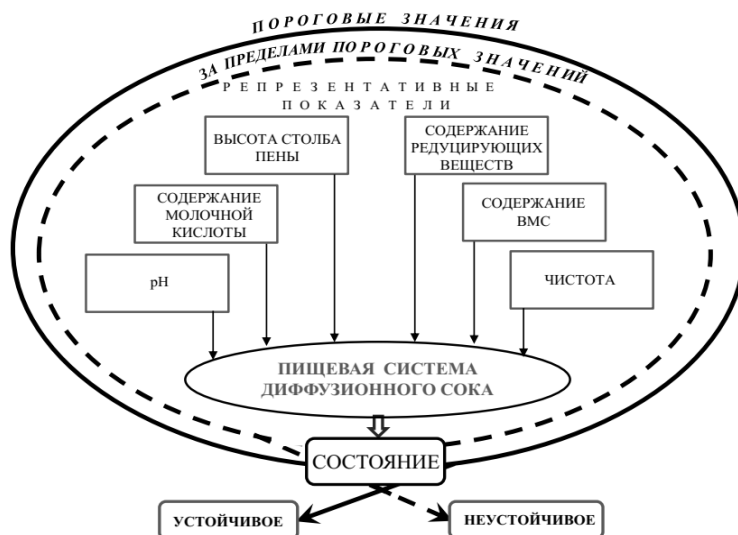 ПОРОГОВЫЕ ЗНАЧЕНИЯ
ЗА ПРЕДЕЛАМИ ПОРОГОВЫХ ЗНАЧЕНИЙ
РЕПРЕЗЕНТАТИВНЫЕ
ПОКАЗАТЕЛИ
ВЫСОТА СТОЛБА
ПЕНЫ
СОДЕРЖАНИЕ
РЕДУЦИРУЮЩИХ
ВЕЩЕСТВ
СОДЕРЖАНИЕ
МОЛОЧНОЙ
КИСЛОТЫ
СОДЕРЖАНИЕ
ВМС
pH
ЧИСТОТА
ПИЩЕВАЯ СИСТЕМА
ДИФФУЗИОННОГО СОКА
СОСТОЯНИЕ
УСТОЙЧИВОЕ
НЕУСТОЙЧИВОЕ